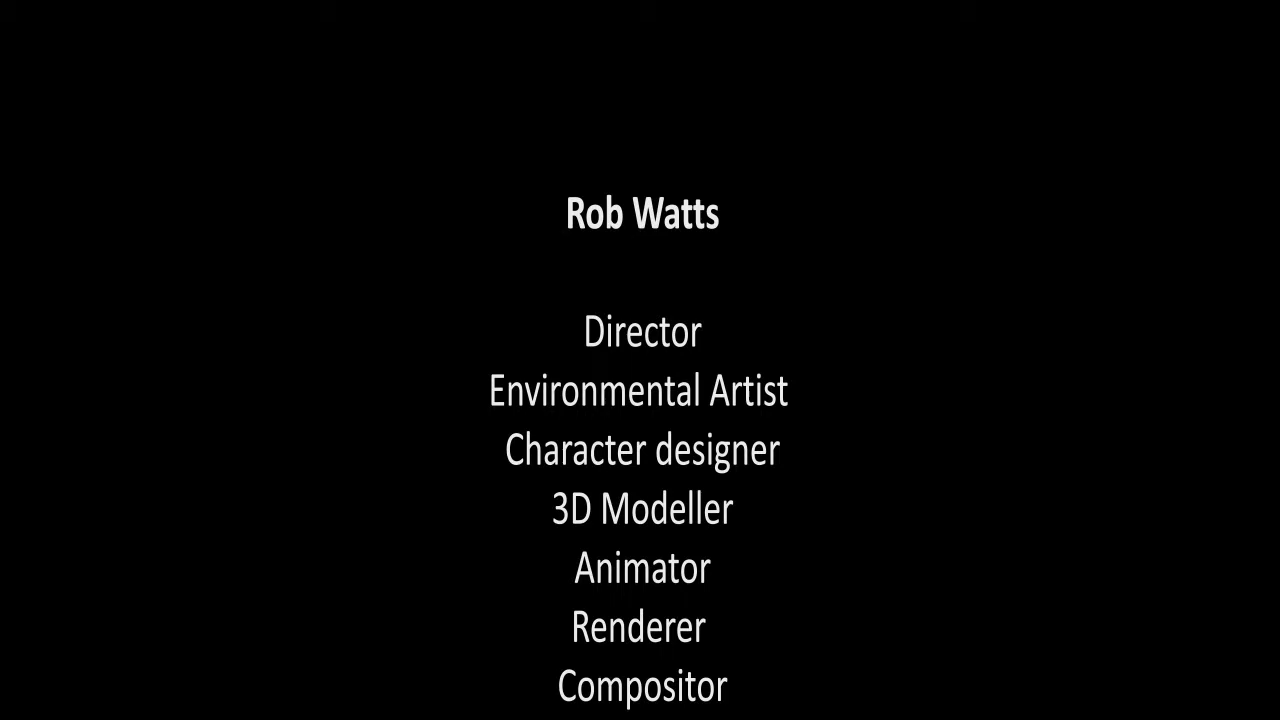 Rob Watts
Director
Environmental Artist
Character designer
3D Modeller
Animator
Renderer
Compositor